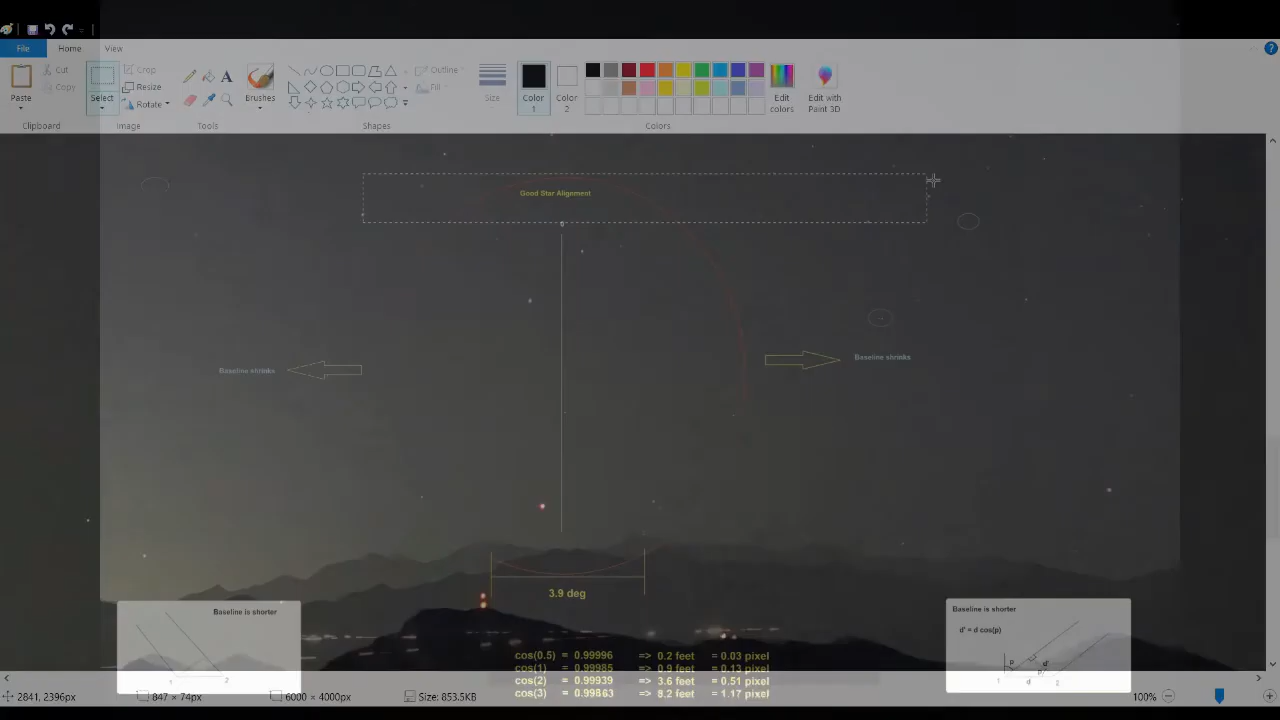 File
Home
View
Paste
Cut
Copy
Clipboard
Select
Crop
Resize
Rotate
Image
A
Tools
Brushes
Outline
Fill
Shapes
Size
Color
1
Color
2
Edit
colors
Edit with
Paint 3D
Colors
Good Star Alignment
0
Baseline shrinks
Baseline shrinks
3.9 deg
Baseline is shorter
1
2
Baseline is shorter
d' = d cos(p)
p
d'
p
1
d
2
cos(0.5) = 0.99996 => 0.2 feet = 0.03 pixel
cos(1) = 0.99985 => 0.9 feet = 0.13 pixel
cos(2) = 0.99939 => 3.6 feet = 0.51 pixel
cos(3) = 0.99863 => 8.2 feet = 1.17 pixel
2841, 2396px
847 × 74px
6000 × 4000px
Size: 853.5KB
100%